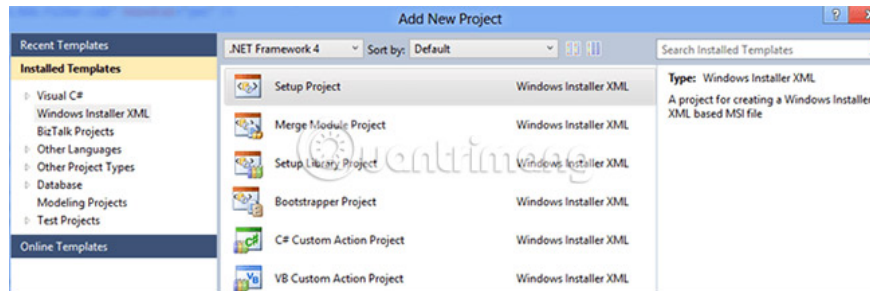 Add New Project
Recent Templates
Installed Templates
Visual C#
Windows Installer XML
BizTalk Projects
Other Languages
Other Project Types
Database
Modeling Projects
Test Projects
Online Templates
.NET Framework 4 Sort by: Default
Setup Project Windows Installer XML
Merge Module Project Windows Installer XML
Setup Library Project Windows Installer XML
Bootstrapper Project Windows Installer XML
C# Custom Action Project Windows Installer XML
VB Custom Action Project Windows Installer XML
Search Installed Templates
Type: Windows Installer XML
A project for creating a Windows Installer
XML based MSI file
Quantrimang